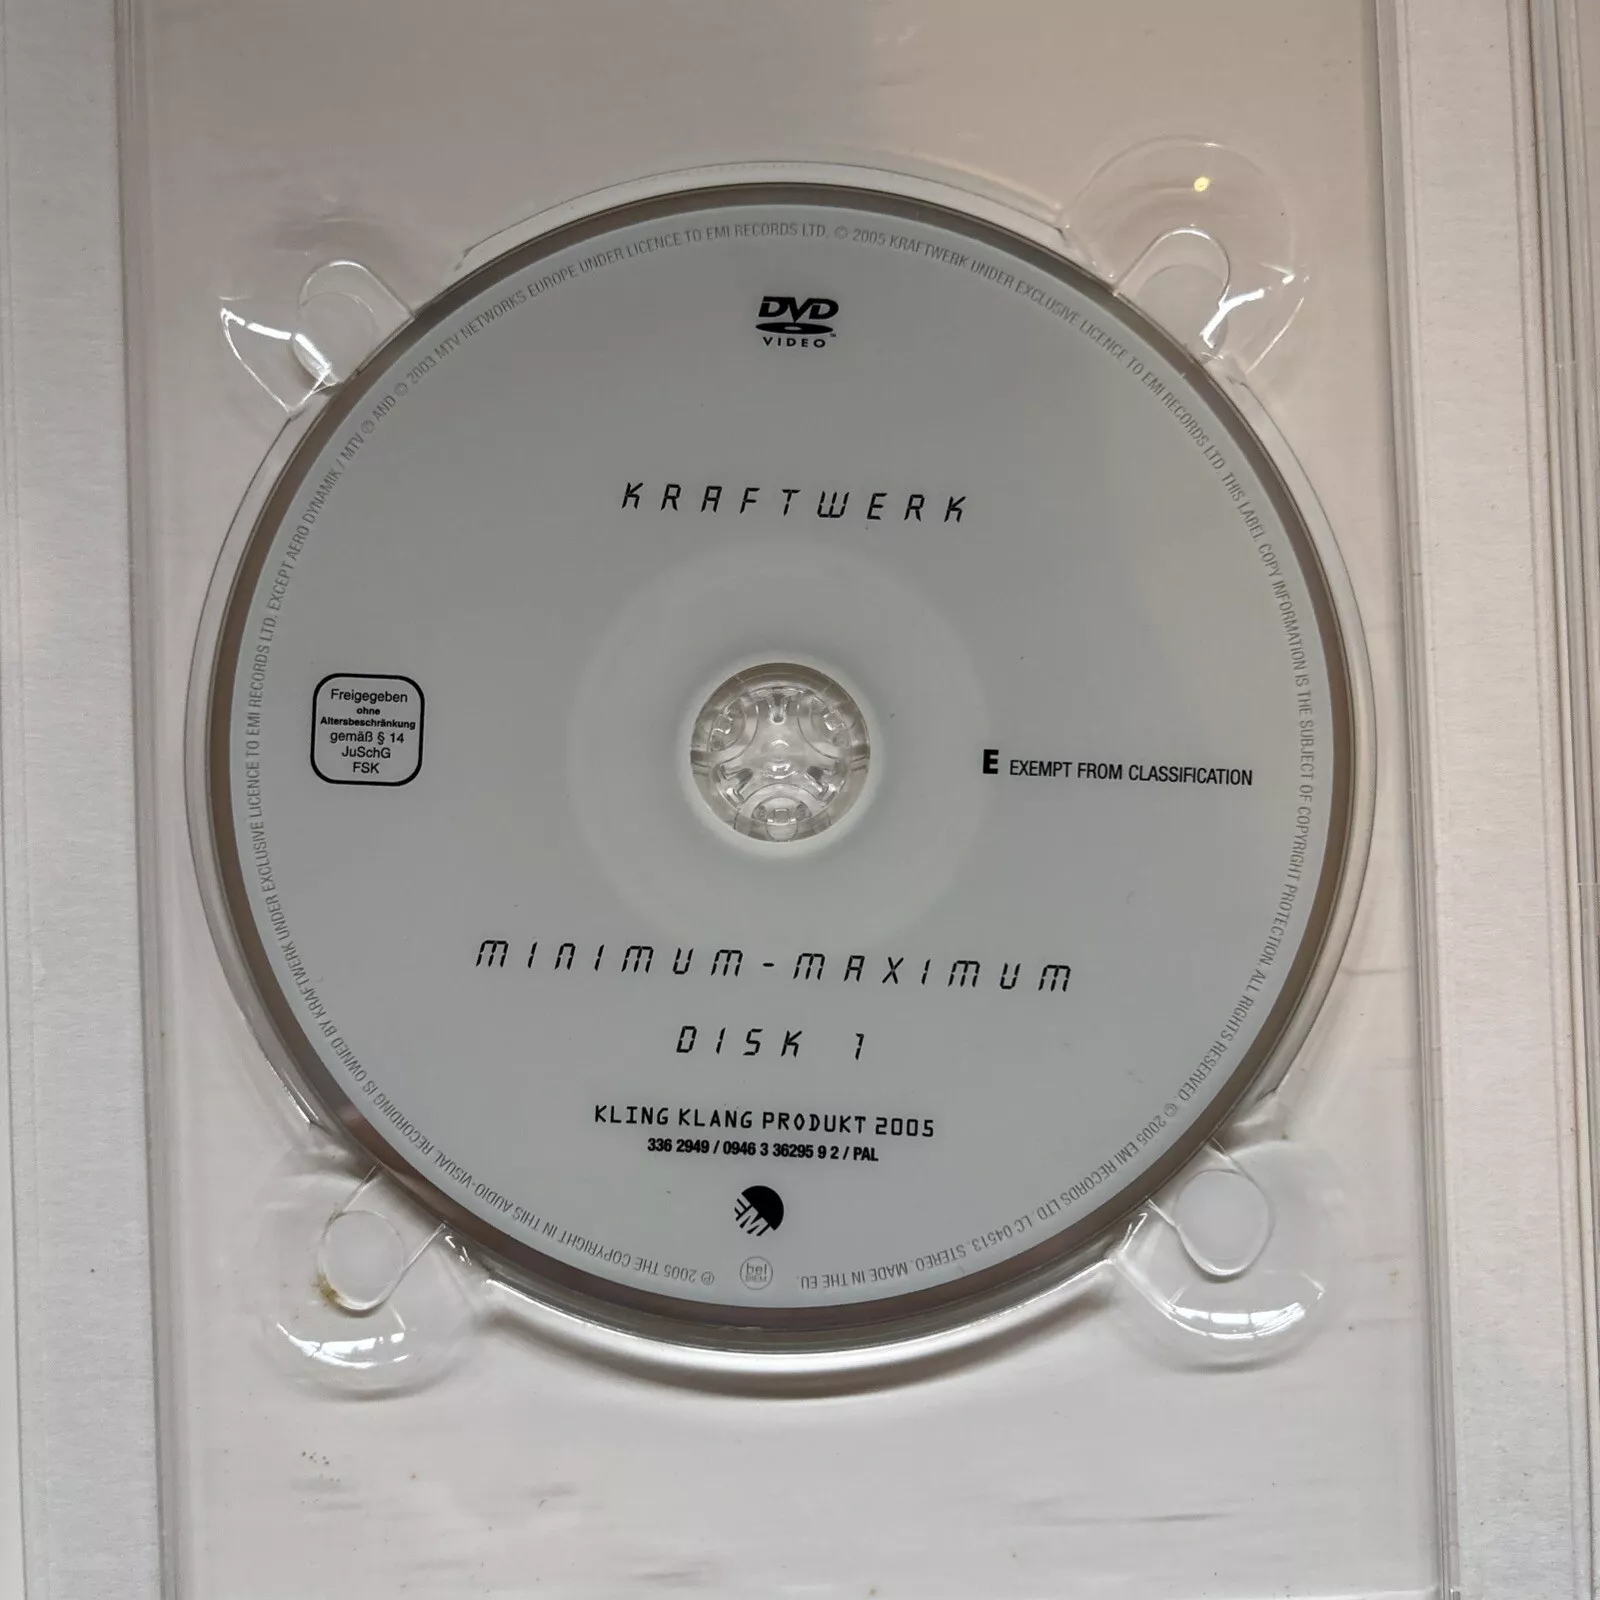 DVD
VIDEO
KRAFTWERK
Freigegeben
ohne
Altersbeschränkung
gemäß § 14
JuSchG
FSK
E EXEMPT FROM CLASSIFICATION
MINIMUM-MAXIMUM
DISK 1
KLING KLANG PRODUKT 2005
336 2949 / 0946 3 36295 9 2 / PAL
EMI
℗ 2005 THE COPYRIGHT IN THIS AUDIO-VISUAL RECORDING IS OWNED BY KRAFTWERK UNDER EXCLUSIVE LICENCE TO EMI RECORDS LTD. EXCEPT AERO DYNAMIK / MTV ℗ AND © 2003 MTV NETWORKS EUROPE UNDER LICENCE TO EMI RECORDS LTD. © 2005 KRAFTWERK UNDER EXCLUSIVE LICENCE TO EMI RECORDS LTD. THIS LABEL COPY INFORMATION IS THE SUBJECT OF COPYRIGHT PROTECTION. ALL RIGHTS RESERVED. © 2005 EMI RECORDS LTD. LC 04513. STEREO. MADE IN THE EU
bel
BIEM